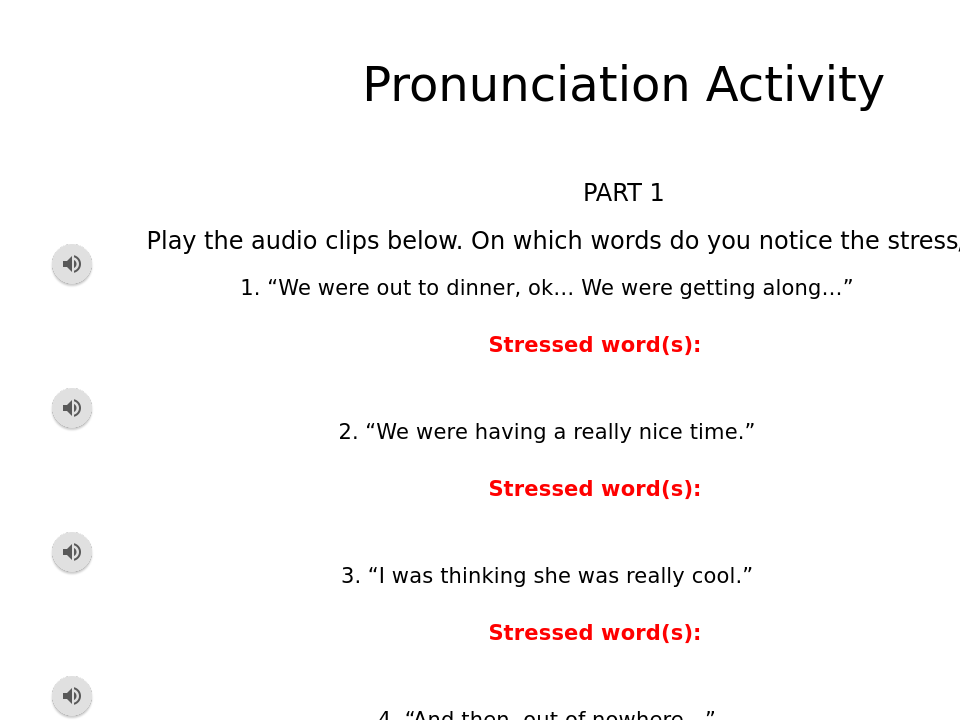 Pronunciation Activity
PART 1
Play the audio clips below. On which words do you notice the stress,
1. “We were out to dinner, ok… We were getting along…”
Stressed word(s):
2. “We were having a really nice time.”
Stressed word(s):
3. “I was thinking she was really cool.”
Stressed word(s):
4. “And then, out of nowhere…”